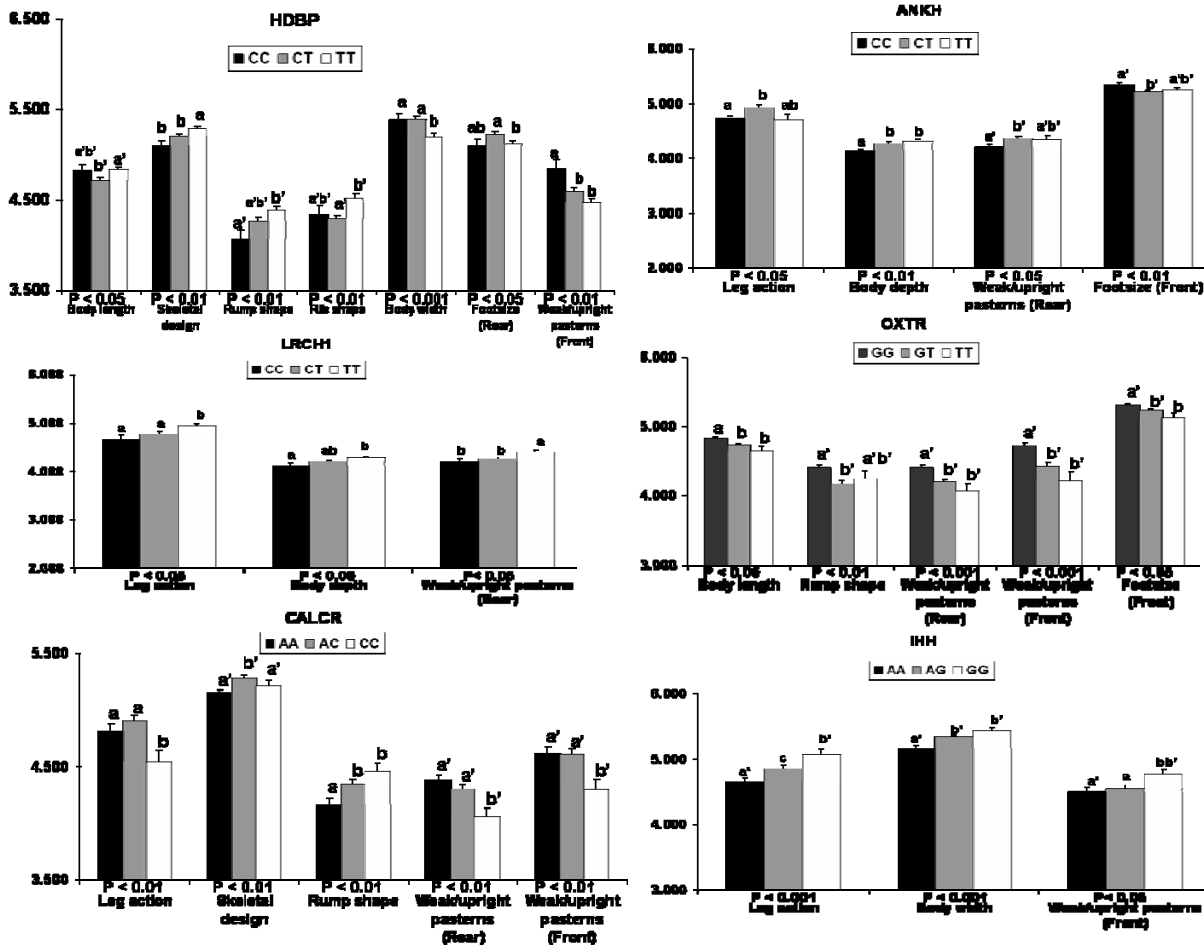 HDBP
CC CT TT
6.500
5.500
4.500
3.500
a'b' b' a'
b b a
a' a'b' b'
a'b' a' b'
a a b
ab a b
a b b
P < 0.05 P < 0.01 P < 0.01 P < 0.01 P < 0.001 P < 0.05 P < 0.01
Body length Skeletal design Rump shape Rib shape Body width Footsize (Rear) Weak/upright pasterns (Front)
ANKH
CC CT TT
6.000
5.000
4.000
3.000
2.000
a b ab
a b b
a' b' a'b'
a' b' a'b'
P < 0.05 P < 0.01 P < 0.05 P < 0.01
Leg action Body depth Weak/upright pasterns (Rear) Footsize (Front)
LRCH1
CC CT TT
a a b
a ab b
b b a
P < 0.05 P < 0.05 P < 0.05
Leg action Body depth Weak/upright pasterns
(Rear)
OXTR
GG GT TT
6.000
5.000
4.000
3.000
a b b
a' b' a'b'
a' b' b'
a' b' b'
a' b' b
P < 0.05 P < 0.01 P < 0.001 P < 0.001 P < 0.05
Body length Rump shape Weak/upright pasterns (Rear) Weak/upright pasterns (Front) Footsize (Front)
CALCR
AA AC CC
5.500
4.500
3.500
a a b
a' b' a'
a b b
a' a' b'
a' a' b'
P < 0.01 P < 0.01 P < 0.01 P < 0.01 P < 0.01
Leg action Skeletal design Rump shape Weak/upright pasterns (Rear) Weak/upright pasterns (Front)
IHH
AA AG GG
6.000
5.000
4.000
3.000
a' c b'
a' b' b'
a' a bb'
P < 0.001 P < 0.001 P < 0.05
Leg action Body width Weak/upright pasterns
(Front)